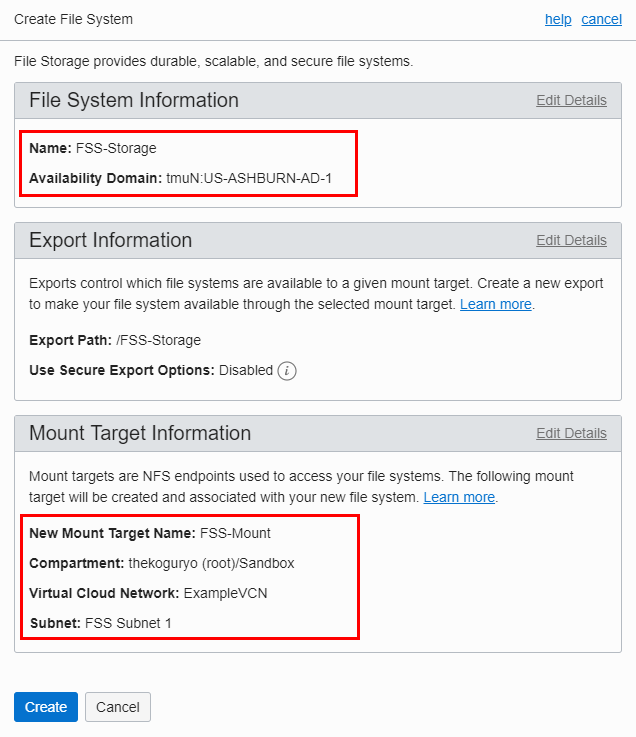 Create File System help cancel
File Storage provides durable, scalable, and secure file systems.
File System Information Edit Details
Name: FSS-Storage
Availability Domain: tmuN:US-ASHBURN-AD-1
Export Information Edit Details
Exports control which file systems are available to a given mount target. Create a new export
to make your file system available through the selected mount target. Learn more.
Export Path: /FSS-Storage
Use Secure Export Options: Disabled i
Mount Target Information Edit Details
Mount targets are NFS endpoints used to access your file systems. The following mount
target will be created and associated with your new file system. Learn more.
New Mount Target Name: FSS-Mount
Compartment: thekoguryo (root)/Sandbox
Virtual Cloud Network: ExampleVCN
Subnet: FSS Subnet 1
Create Cancel